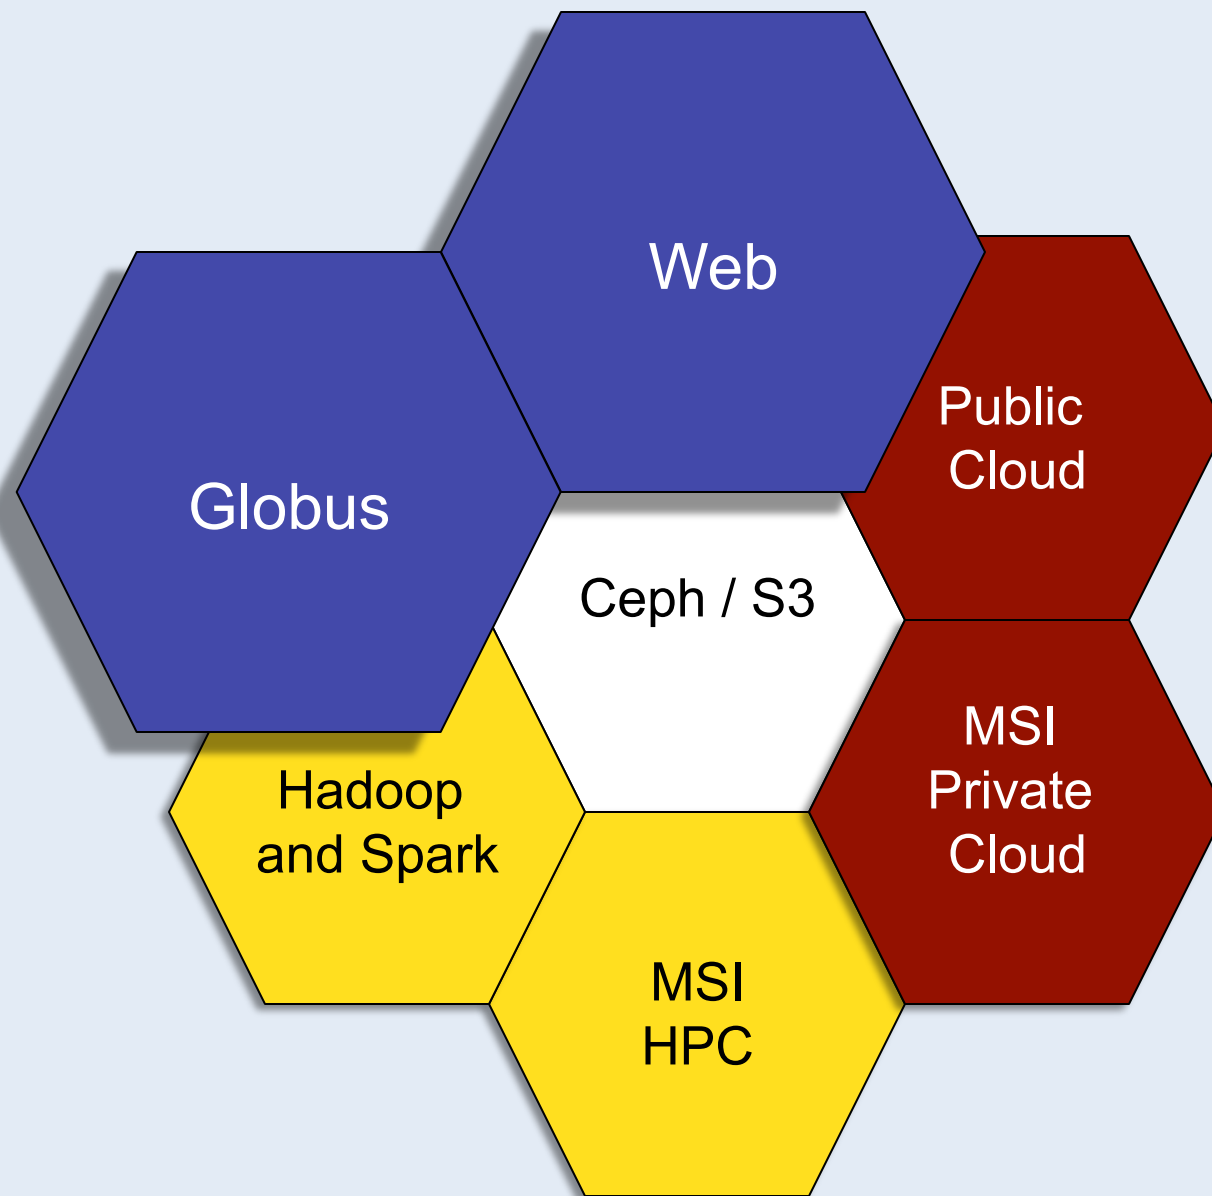 Web
Public
Cloud
Globus
Ceph / S3
MSI
Private
Cloud
Hadoop
and Spark
MSI
HPC